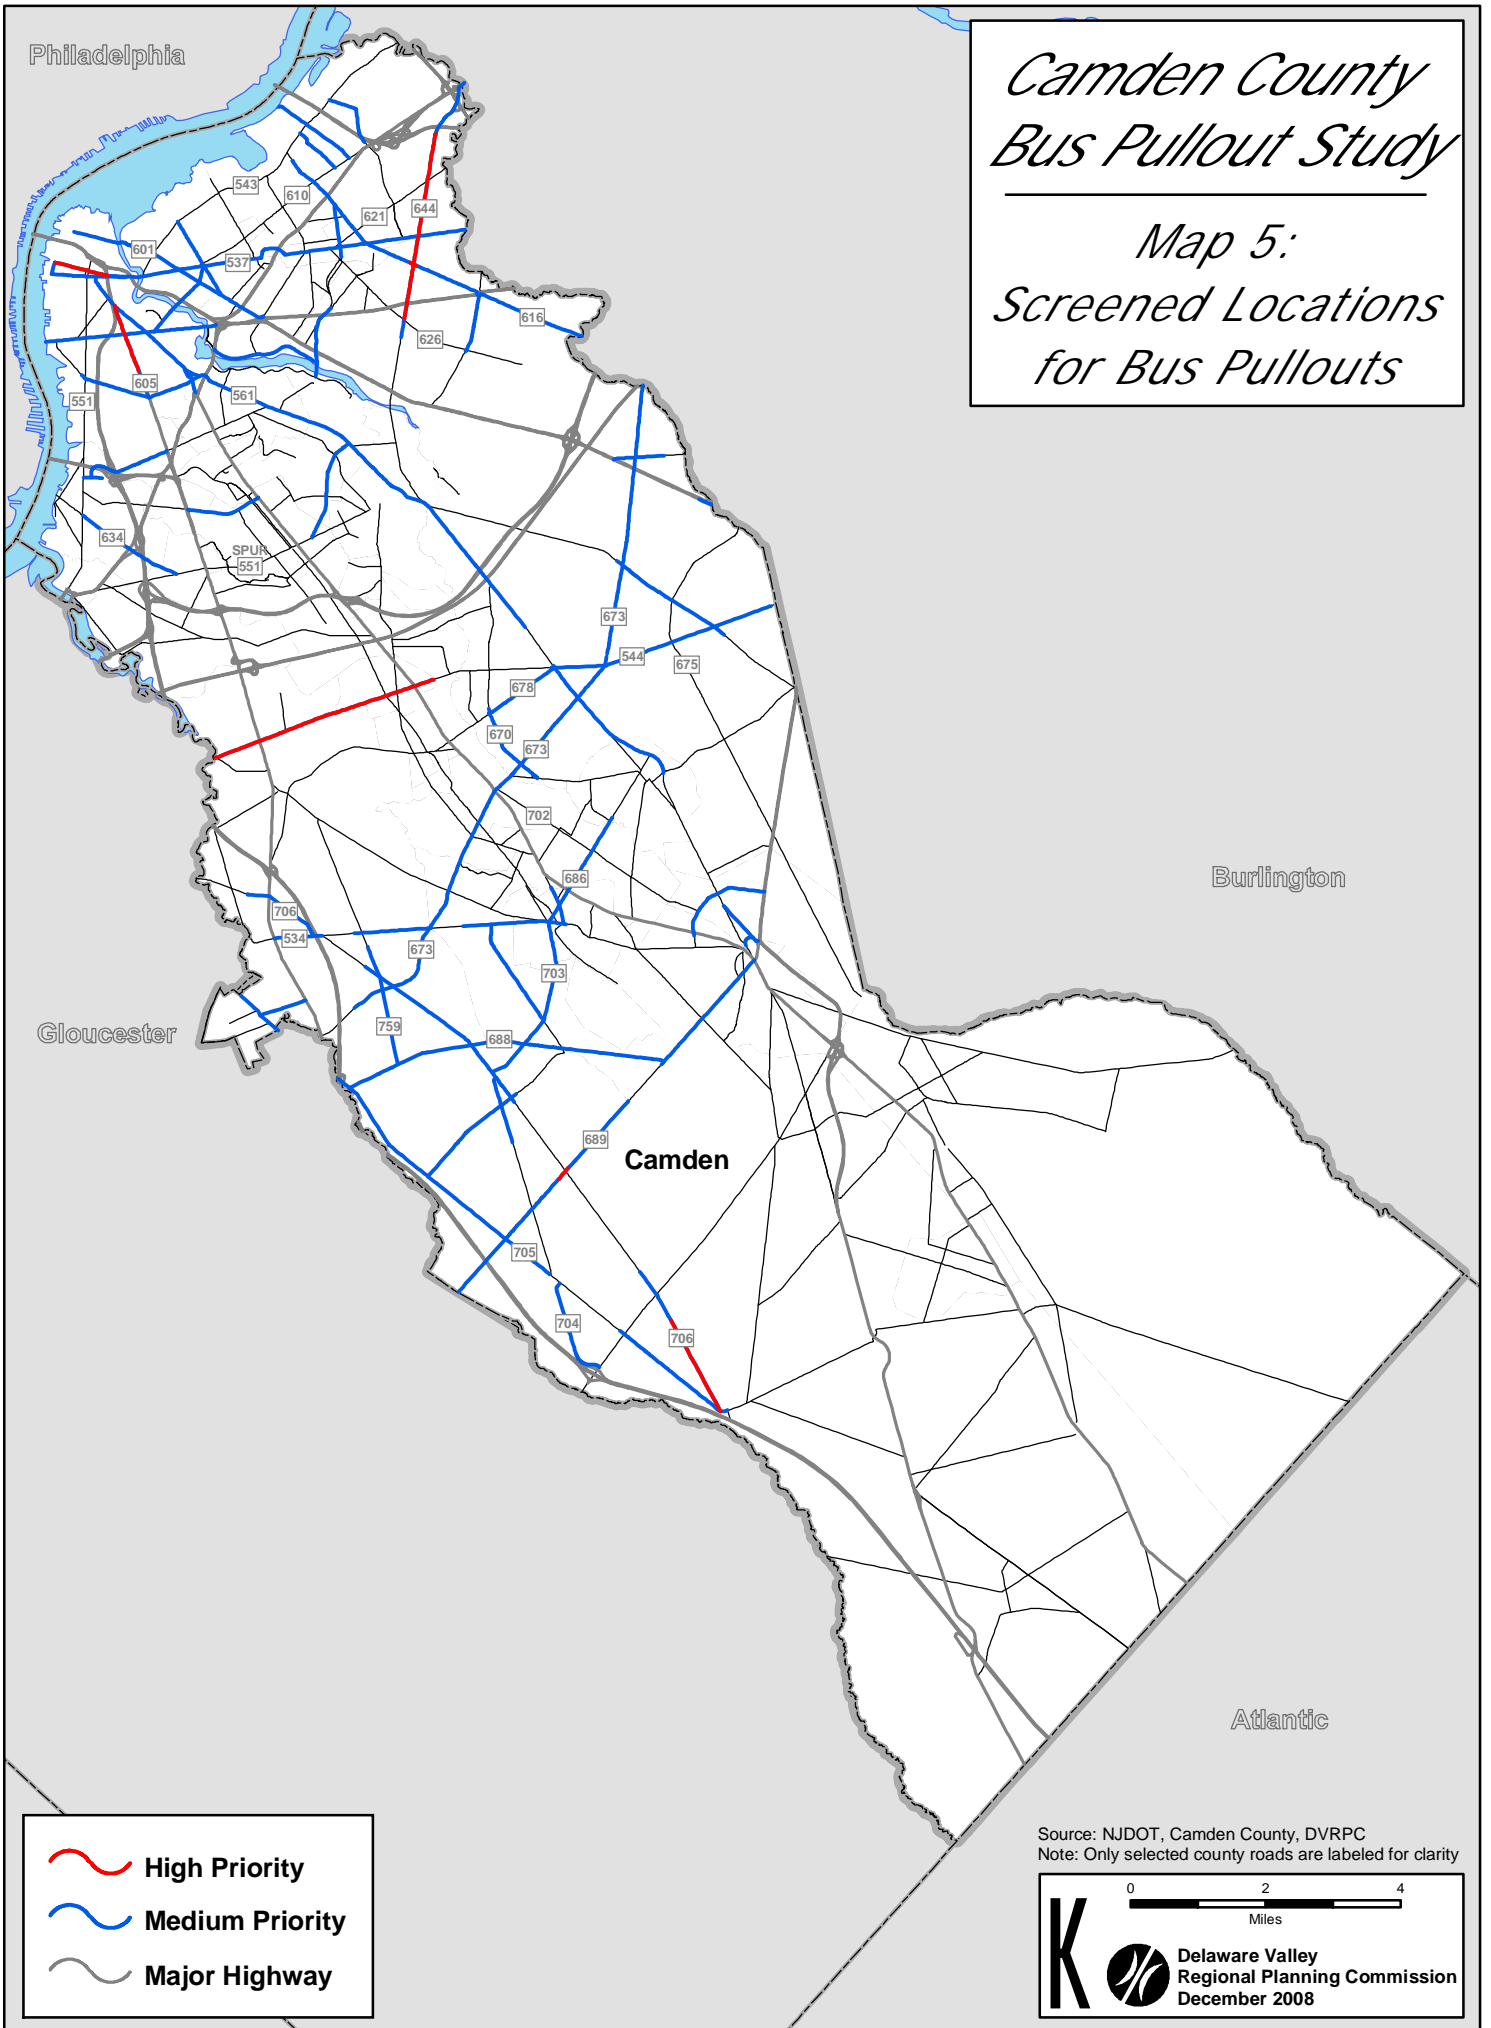 Philadelphia
Camden County
Bus Pullout Study
Map 5:
Screened Locations
for Bus Pullouts
543
610
621
644
601
537
616
626
605
551
561
634
SPUR
551
673
544
675
678
670
673
702
686
706
534
673
703
759
688
689
705
704
706
Burlington
Gloucester
Camden
Atlantic
High Priority
Medium Priority
Major Highway
Source: NJDOT, Camden County, DVRPC
Note: Only selected county roads are labeled for clarity
0 2 4
Miles
K
Delaware Valley
Regional Planning Commission
December 2008